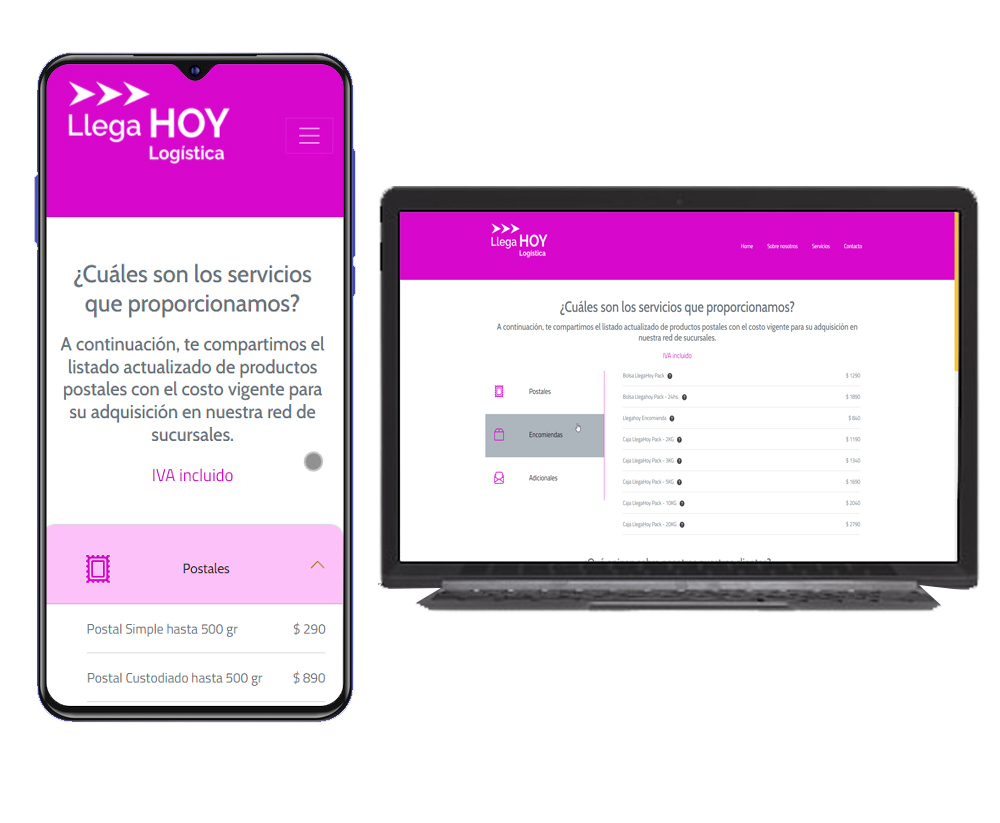 Llega HOY
Logística
¿Cuáles son los servicios
que proporcionamos?
A continuación, te compartimos el
listado actualizado de productos
postales con el costo vigente para
su adquisición en nuestra red de
sucursales.
IVA incluido
Postales
Postal Simple hasta 500 gr $ 290
Postal Custodiado hasta 500 gr $ 890
Llega HOY
Logística
Home Sobre nosotros Servicios Contacto
¿Cuáles son los servicios que proporcionamos?
A continuación, te compartimos el listado actualizado de productos postales con el costo vigente para su adquisición en
nuestra red de sucursales.
IVA incluido
Postales
Encomiendas
Adicionales
Bolsa LlegaHoy Pack ? $ 1290
Bolsa Llegahoy Pack - 24hs. ? $ 1890
Llegahoy Encomienda ? $ 840
Caja LlegaHoy Pack - 2KG ? $ 1190
Caja LlegaHoy Pack - 3KG ? $ 1340
Caja LlegaHoy Pack - 5KG ? $ 1690
Caja LlegaHoy Pack - 10KG. ? $ 2040
Caja LlegaHoy Pack - 20KG. ? $ 2790